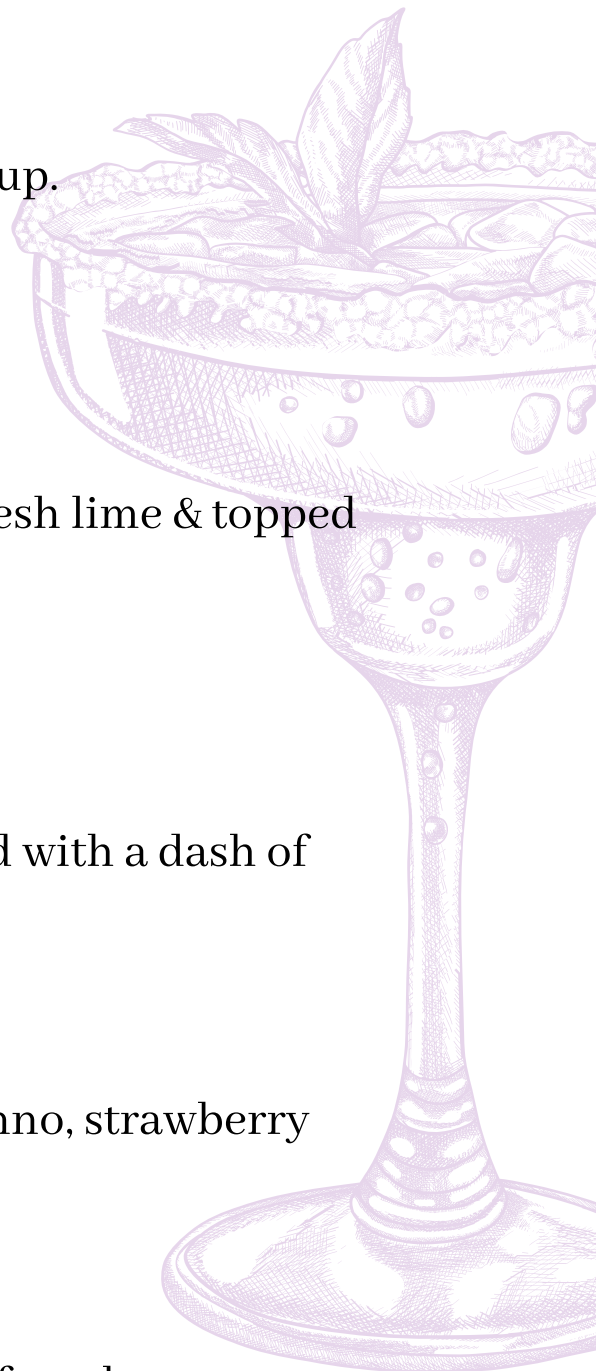 up.
esh lime & topped
d with a dash of
nno, strawberry